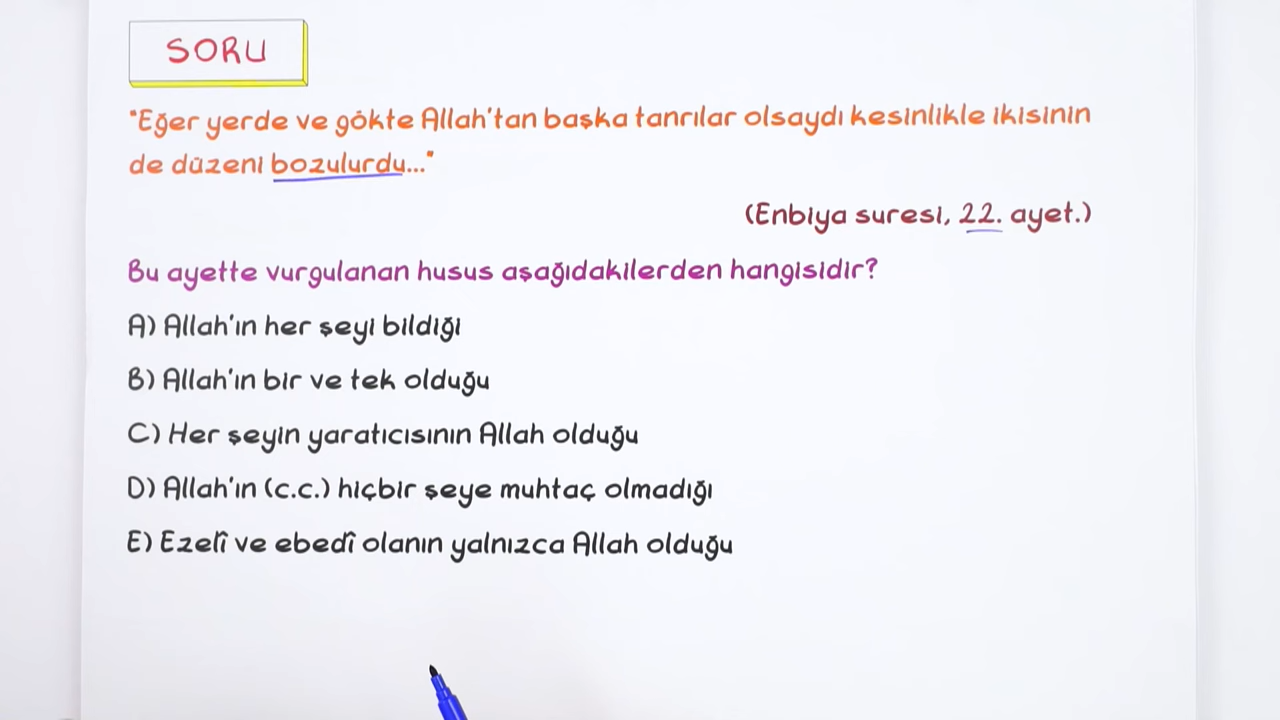 SORU
"Eğer yerde ve gökte Allah'tan başka tanrılar olsaydı kesinlikle ikisinin
de düzeni bozulurdu..."
(Enbiya suresi, 22. ayet.)
Bu ayette vurgulanan husus aşağıdakilerden hangisidir?
A) Allah'ın her şeyi bildiği
B) Allah'ın bir ve tek olduğu
C) Her şeyin yaratıcısının Allah olduğu
D) Allah'ın (c.c.) hiçbir şeye muhtaç olmadığı
E) Ezelî ve ebedî olanın yalnızca Allah olduğu